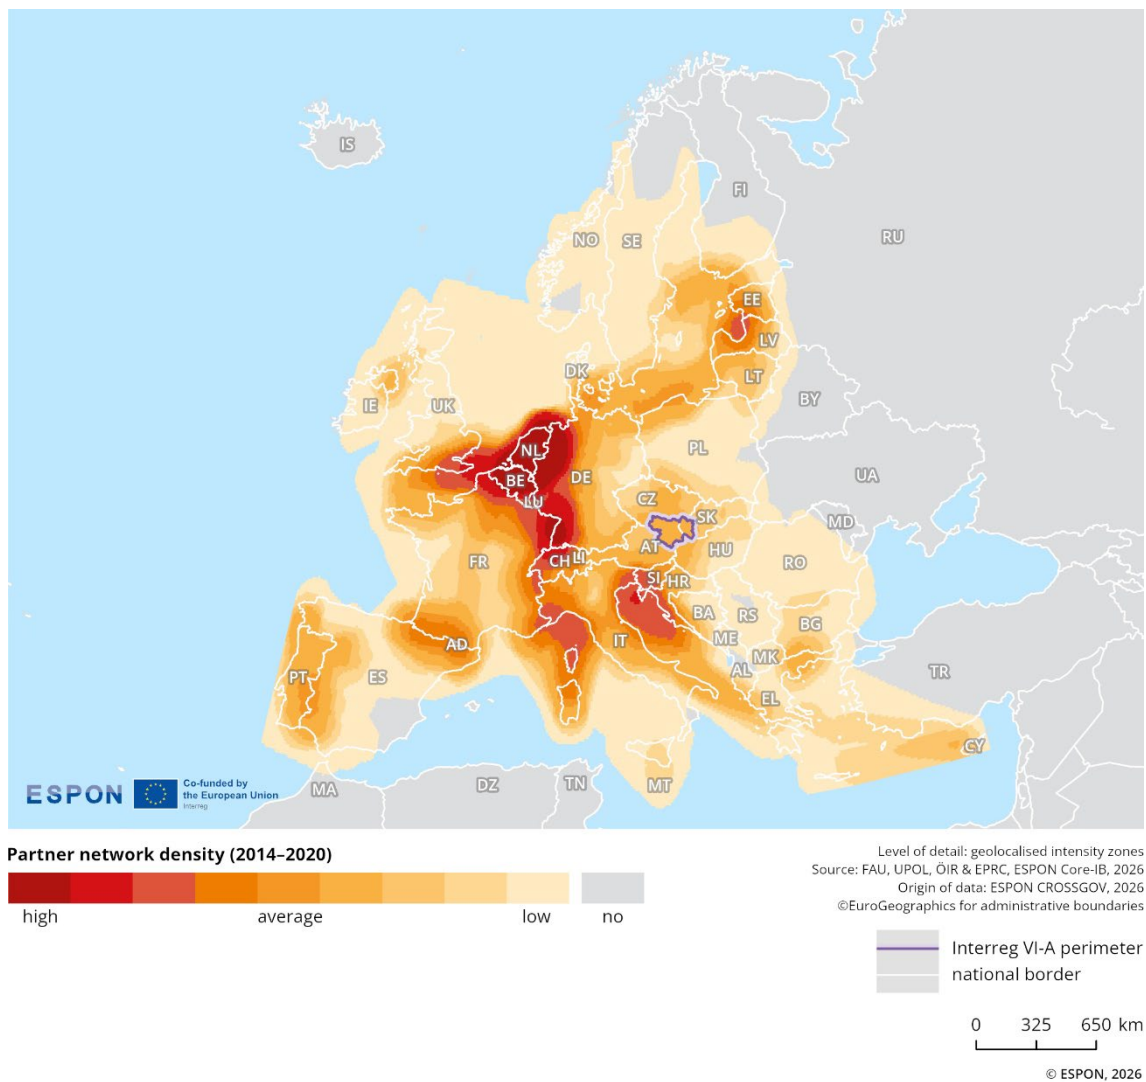 IS
FI
NO
SE
RU
EE
LV
DK
LT
IE
UK
BY
NL
PL
BE
DE
UA
LU
CZ
SK
MD
AT
HU
FR
CH
LI
RO
SI
HR
BA
RS
BG
IT
ME
AD
MK
AL
TR
PT
ES
EL
CY
MA
DZ
TN
MT
ESPON
Co-funded by
the European Union
Interreg
Partner network density (2014–2020)
high
average
low
no
Level of detail: geolocalised intensity zones
Source: FAU, UPOL, ÖIR & EPRC, ESPON Core-IB, 2026
Origin of data: ESPON CROSSGOV, 2026
©EuroGeographics for administrative boundaries
Interreg VI-A perimeter
national border
0 325 650 km
© ESPON, 2026